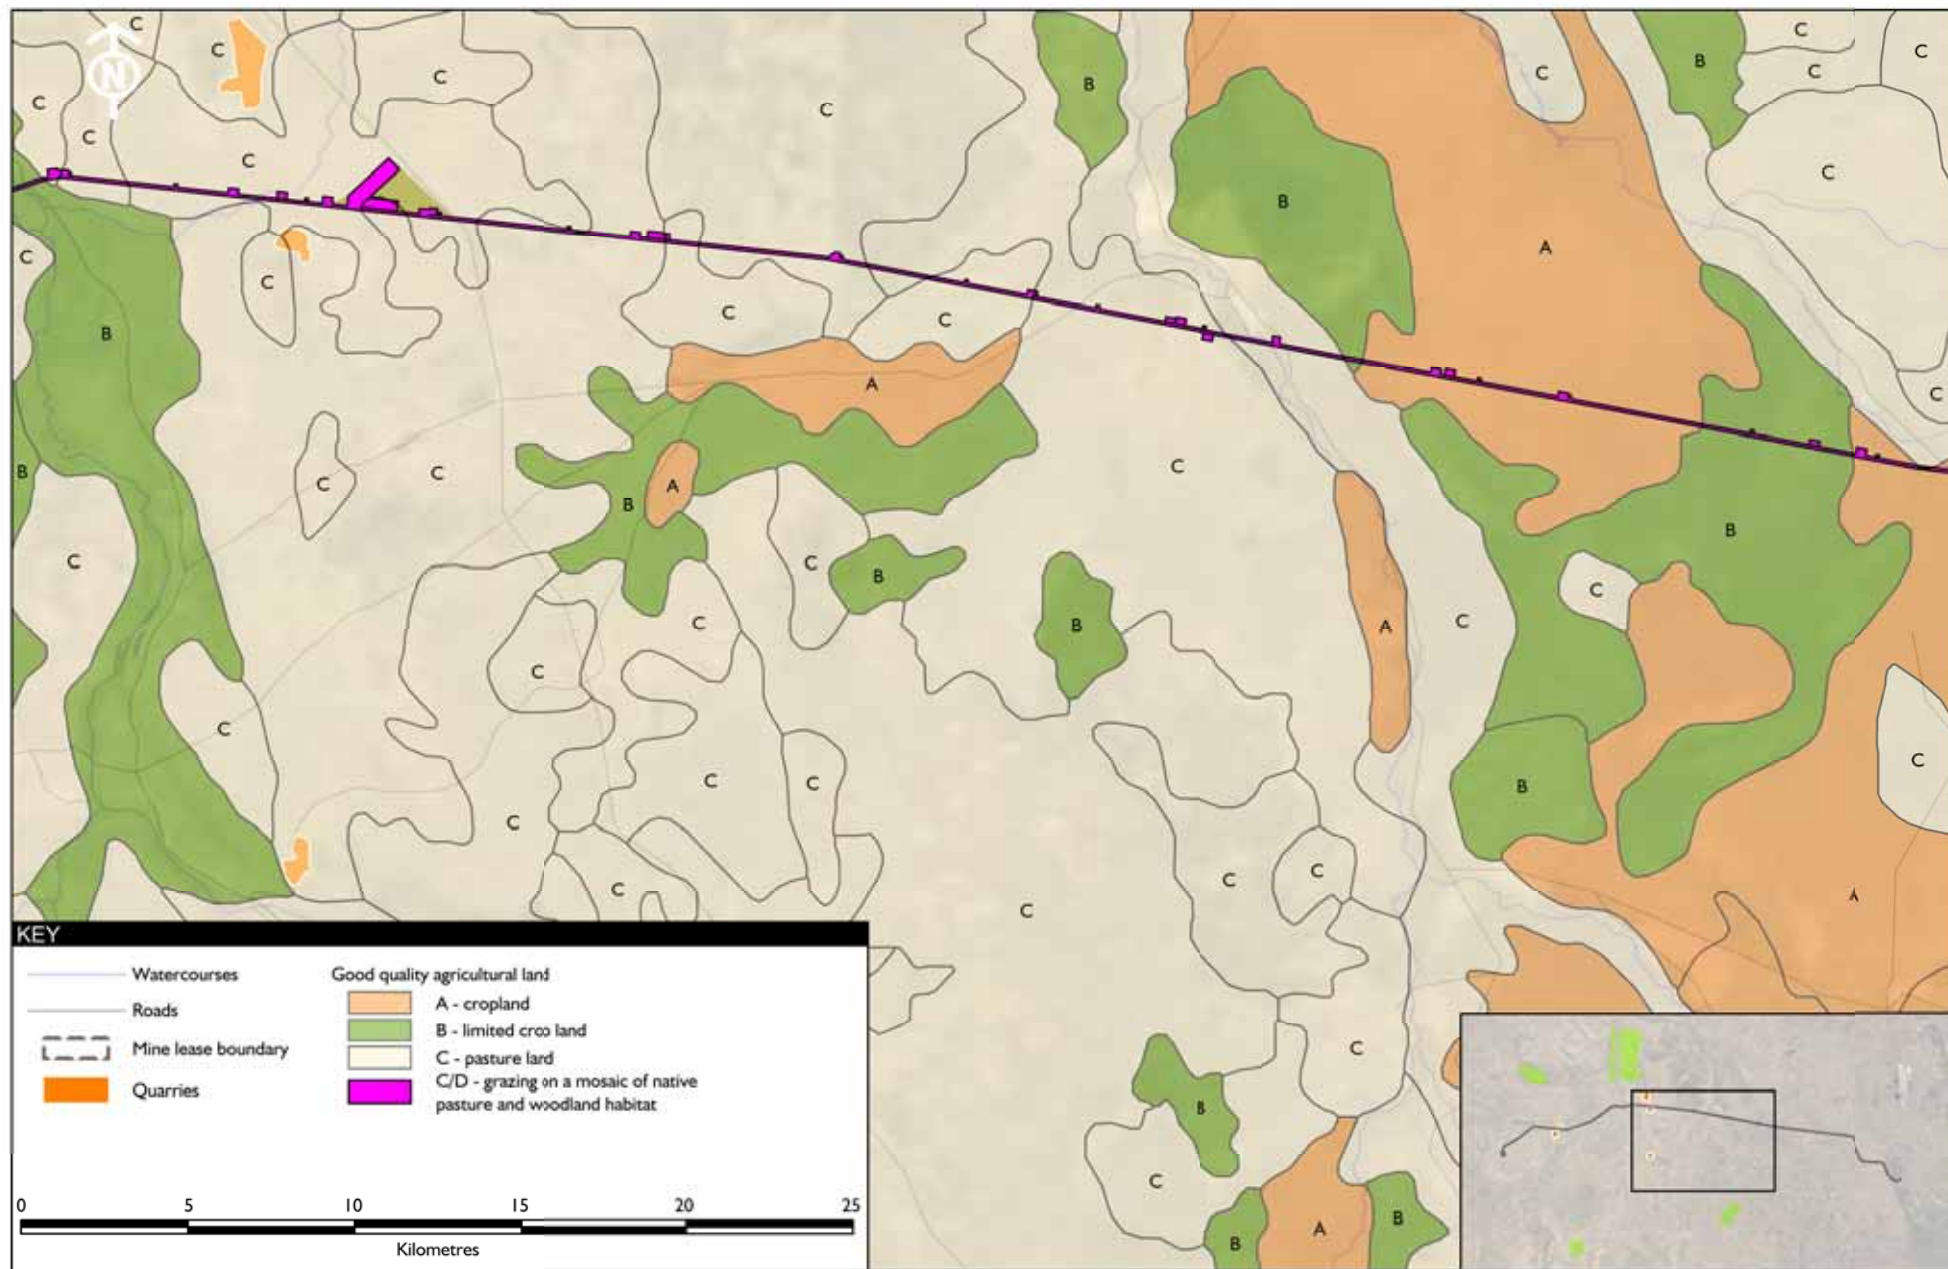 C
C
C
C
C
B
A
C
B
C
C
C
C
C
C
C
B
C
A
C
C
C
C
B
C
C
A
C
C
C
C
B
B
A
C
B
C
C
B
B
C
C
B
A
C
C
C
C
C
C
B
C
C
C
C
C
C
A
C
C
B
C
B
A
B
N
KEY
Watercourses
Roads
Mine lease boundary
Quarries
Good quality agricultural land
A - cropland
B - limited crop land
C - pasture land
C/D - grazing on a mosaic of native
pasture and woodland habitat
0 5 10 15 20 25
Kilometres